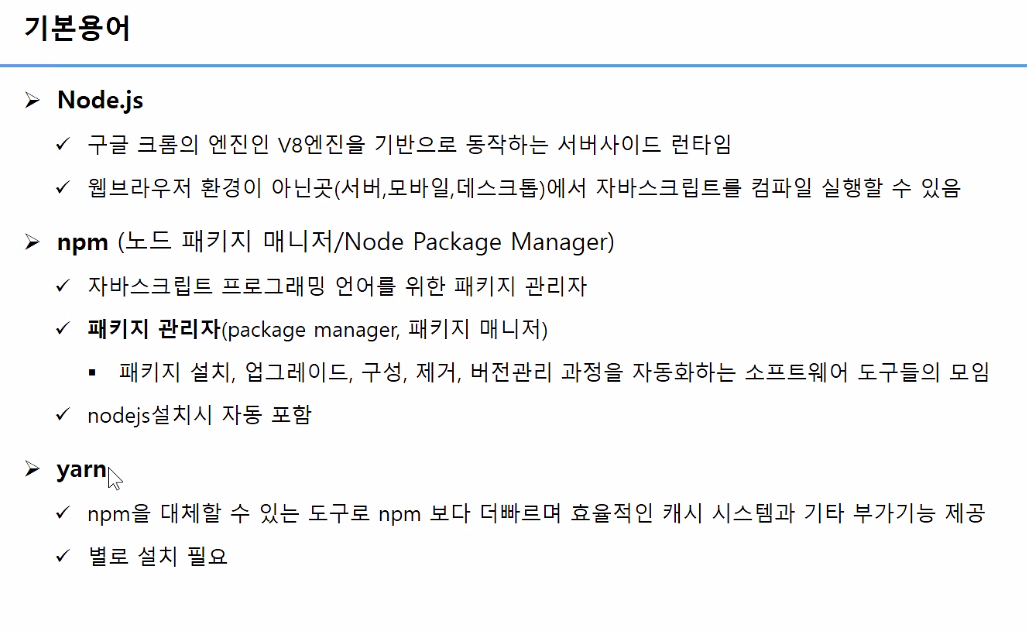 기본용어
Node.js
구글 크롬의 엔진인 V8엔진을 기반으로 동작하는 서버사이드 런타임
웹브라우저 환경이 아닌곳(서버,모바일,데스크톱)에서 자바스크립트를 컴파일 실행할 수 있음
npm (노드 패키지 매니저/Node Package Manager)
자바스크립트 프로그래밍 언어를 위한 패키지 관리자
패키지 관리자(package manager, 패키지 매니저)
패키지 설치, 업그레이드, 구성, 제거, 버전관리 과정을 자동화하는 소프트웨어 도구들의 모임
nodejs설치시 자동 포함
yarn
npm을 대체할 수 있는 도구로 npm 보다 더빠르며 효율적인 캐시 시스템과 기타 부가기능 제공
별로 설치 필요